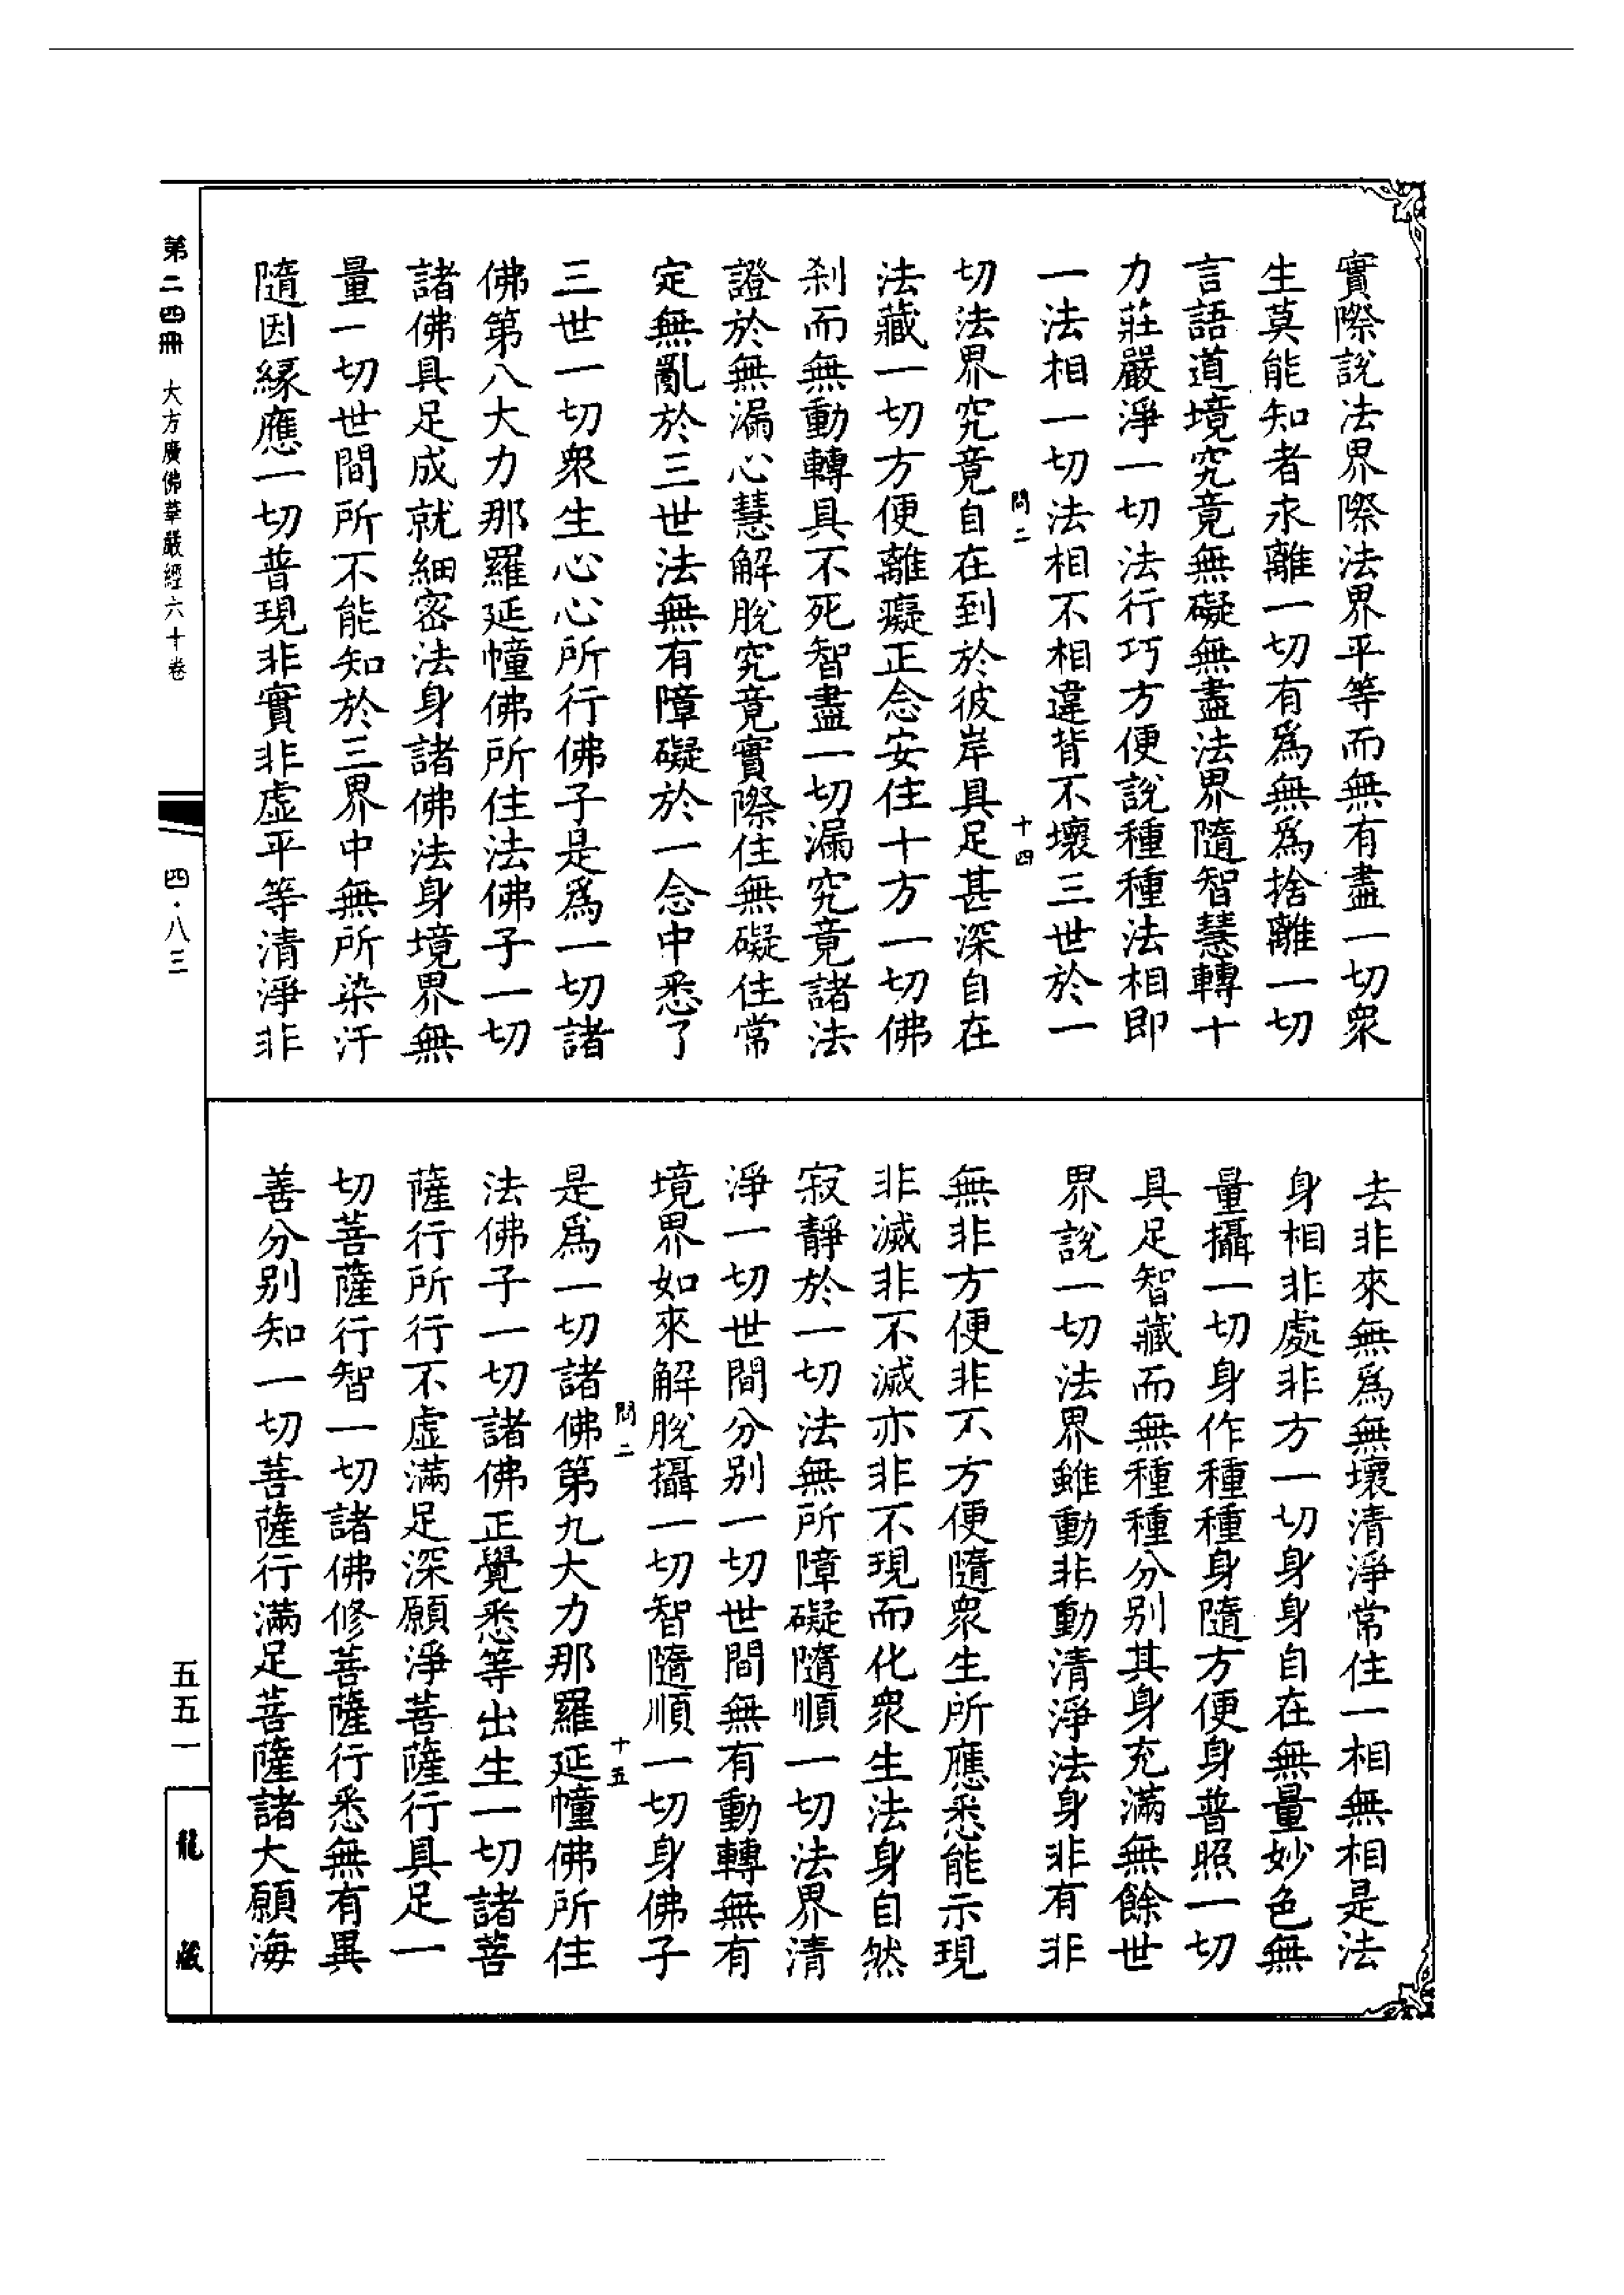 實際說法界際法界平等而無有盡一切衆
生莫能知者永離一切有爲無爲捨離一切
言語道境究竟無礙無盡法界隨智慧轉十
力莊嚴淨一切法行巧方便說種種法相即
一法相一切法相不相違背不壞三世於一
問二
十四
切法界究竟自在到於彼岸具足甚深自在
法藏一切方便離癡正念安住十方一切佛
刹而無動轉具不死智盡一切漏究竟諸法
證於無漏心慧解脫究竟實際住無礙住常
定無亂於三世法無有障礙於一念中悉了
三世一切衆生心心所行佛子是爲一切諸
佛第八大力那羅延幢佛所住法佛子一切
諸佛具足成就細密法身諸佛法身境界無
量一切世間所不能知於三界中無所染汙
隨因緣應一切普現非實非虛平等清淨非
去非來無爲無壞清淨常住一相無相是法
身相非處非方一切身身自在無量妙色無
量攝一切身作種種身隨方便身普照一切
具足智藏而無種種分别其身充滿無餘世
界說一切法界雖動非動清淨法身非有非
無非方便非不方便隨衆生所應悉能示現
非滅非不滅亦非不現而化衆生法身自然
寂靜於一切法無所障礙隨順一切法界清
淨一切世間分别一切世間無有動轉無有
境界如來解脫攝一切智隨順一切身佛子
問二
十五
是爲一切諸佛第九大力那羅延幢佛所住
法佛子一切諸佛正覺悉等出生一切諸菩
薩行所行不虛滿足深願淨菩薩行具足一
切菩薩行智一切諸佛修菩薩行悉無有異
善分别知一切菩薩行滿足菩薩諸大願海
第二四冊 大方廣佛華嚴經六十卷
四·八三
五五一
龍藏